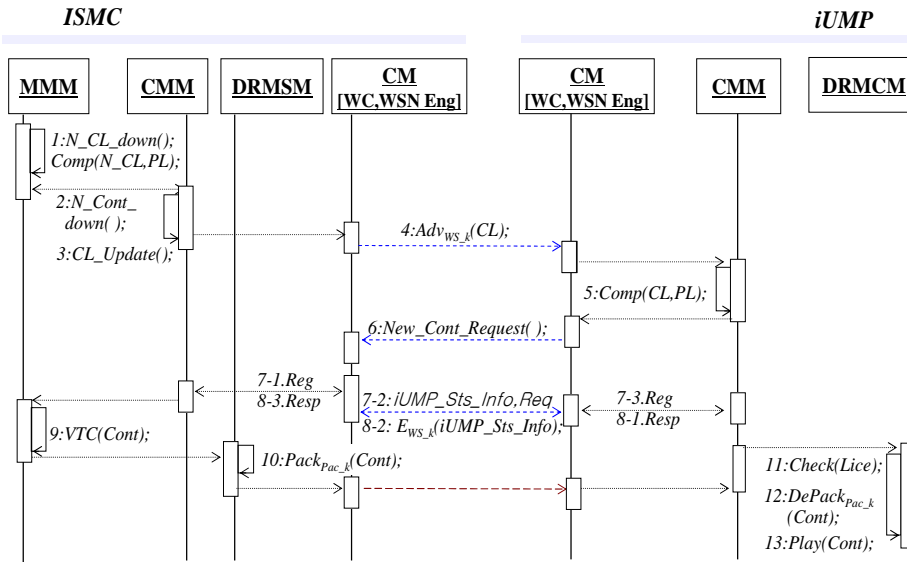 ISMC
iUMP
MMM
CMM
DRMSM
CM
[WC,WSN Eng]
CM
[WC,WSN Eng]
CMM
DRMCM
1:N_CL_down();
Comp(N_CL,PL);
2:N_Cont_
down( );
3:CL_Update();
4:AdvWS_k(CL);
5:Comp(CL,PL);
6:New_Cont_Request( );
7-1.Reg
8-3.Resp
7-2:iUMP_Sts_Info,Req
8-2: EWS_k(iUMP_Sts_Info);
7-3.Reg
8-1.Resp
9:VTC(Cont);
10:PackPac_k(Cont);
11:Check(Lice);
12:DePackPac_k
(Cont);
13:Play(Cont);